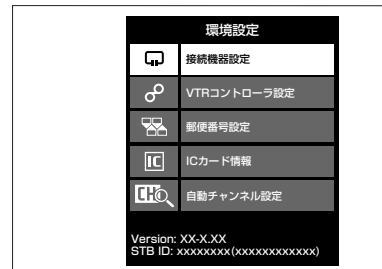 環境設定
接続機器設定
VTRコントローラ設定
郵便番号設定
IC ICカード情報
CH 自動チャンネル設定
Version: XX-X.XX
STB ID: xxxxxxxx(xxxxxxxxxxxx)